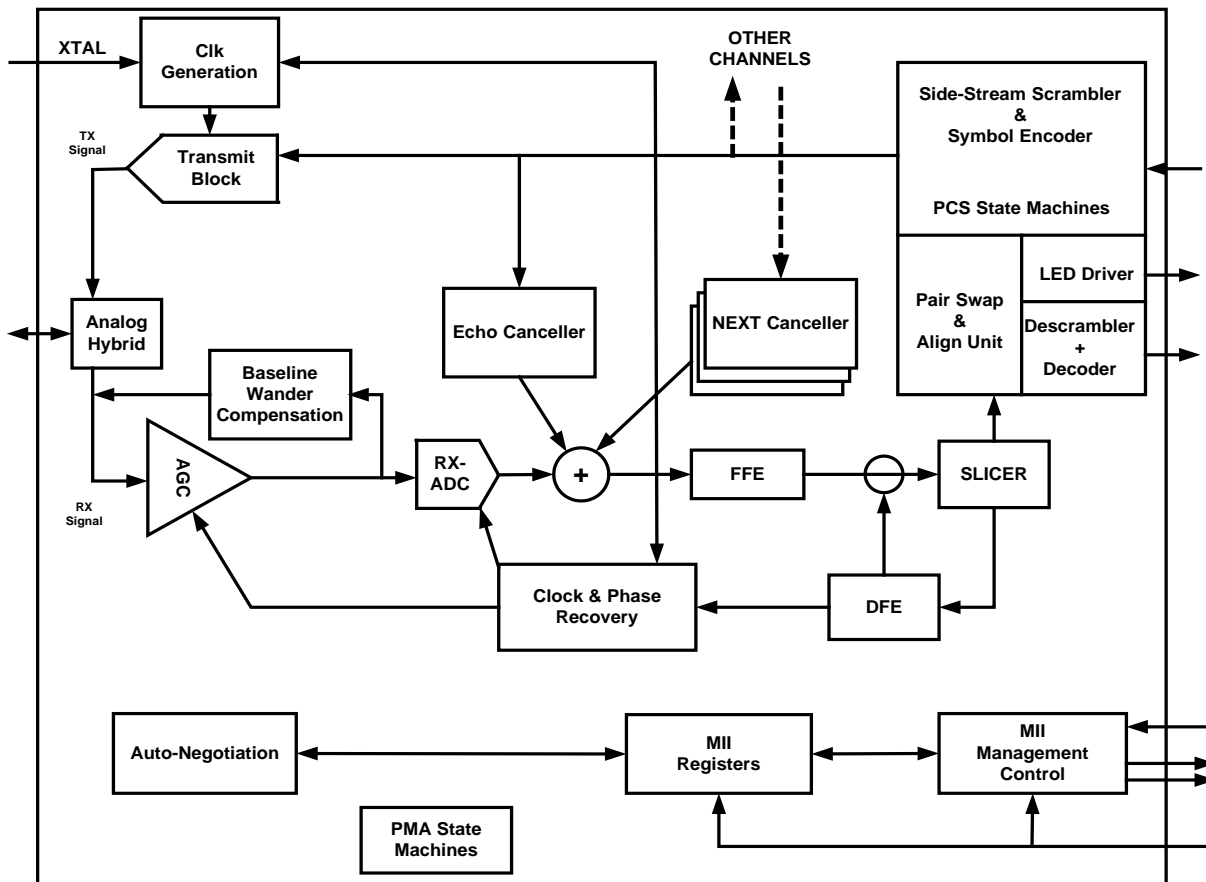 XTAL
Clk
Generation
OTHER
CHANNELS
Side-Stream Scrambler
&
Symbol Encoder
PCS State Machines
TX
Signal
Transmit
Block
Analog
Hybrid
Echo Canceller
NEXT Canceller
Pair Swap
&
Align Unit
LED Driver
Descrambler
+
Decoder
Baseline
Wander
Compensation
RX
Signal
AGC
RX-
ADC
+
FFE
SLICER
Clock & Phase
Recovery
DFE
Auto-Negotiation
MII
Registers
MII
Management
Control
PMA State
Machines